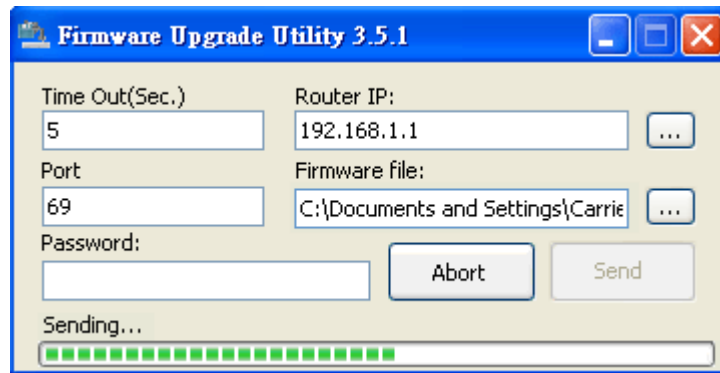 Firmware Upgrade Utility 3.5.1
Time Out(Sec.) Router IP:
5 192.168.1.1 ...
Port Firmware file:
69 C:\Documents and Settings\Carrie ...
Password:
Abort Send
Sending...